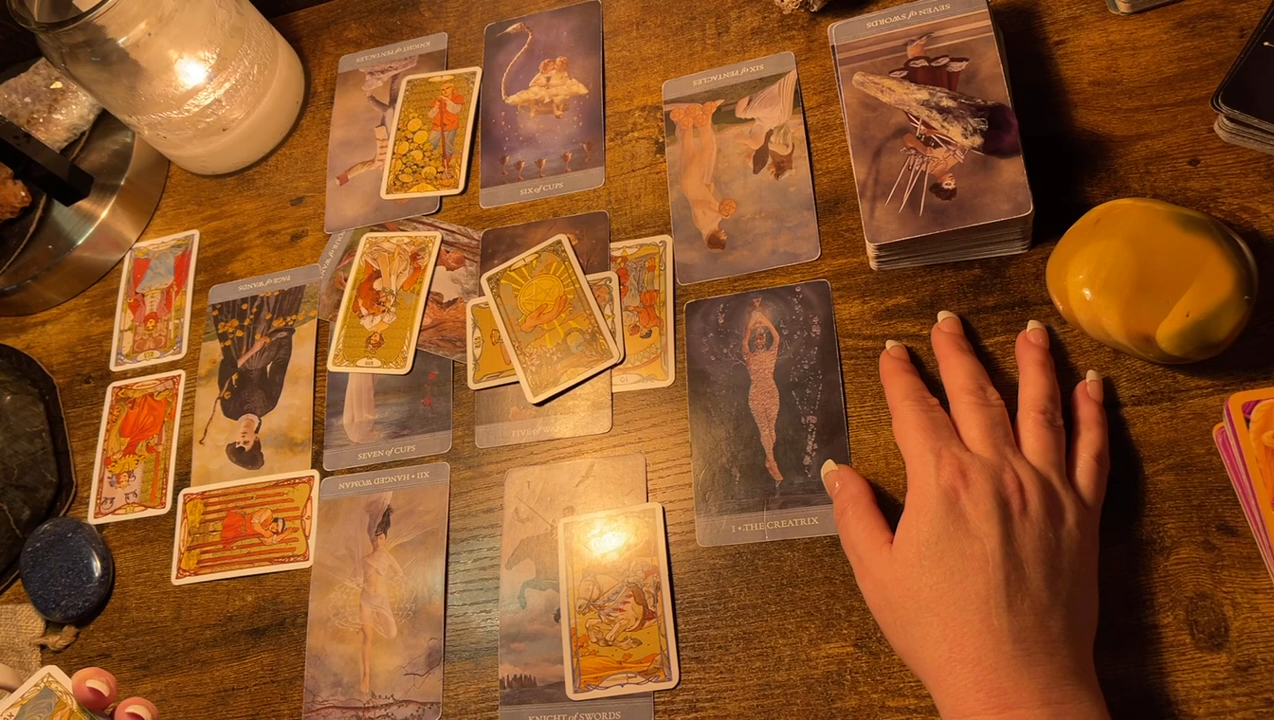 SEVEN of SWORDS
KNIGHT of PENTACLES
SIX of CUPS
SIX of PENTACLES
PAGE of WANDS
SEVEN of CUPS
FIVE of WA
I • THE CREATRIX
XII • HANGED WOMAN
KNIGHT of SWORDS